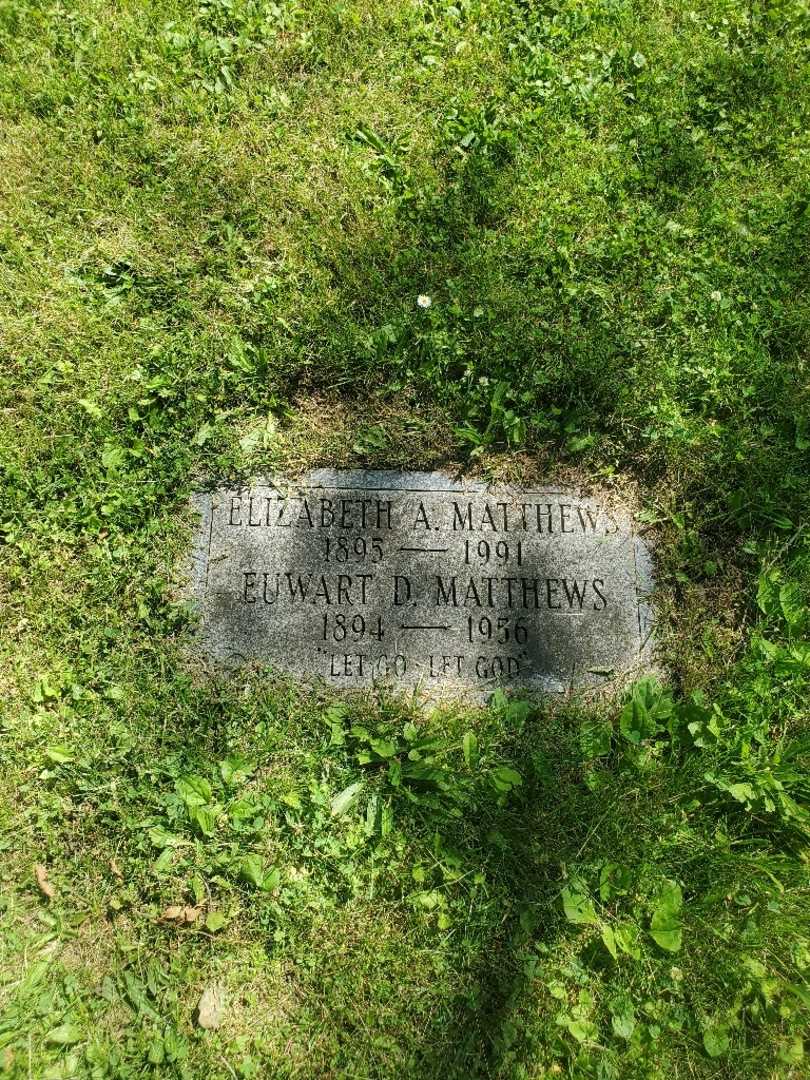 ELIZABETH A. MATTHEWS
1895 — 1991
EUWART D. MATTHEWS
1894 — 1956
"LET GO - LET GOD"